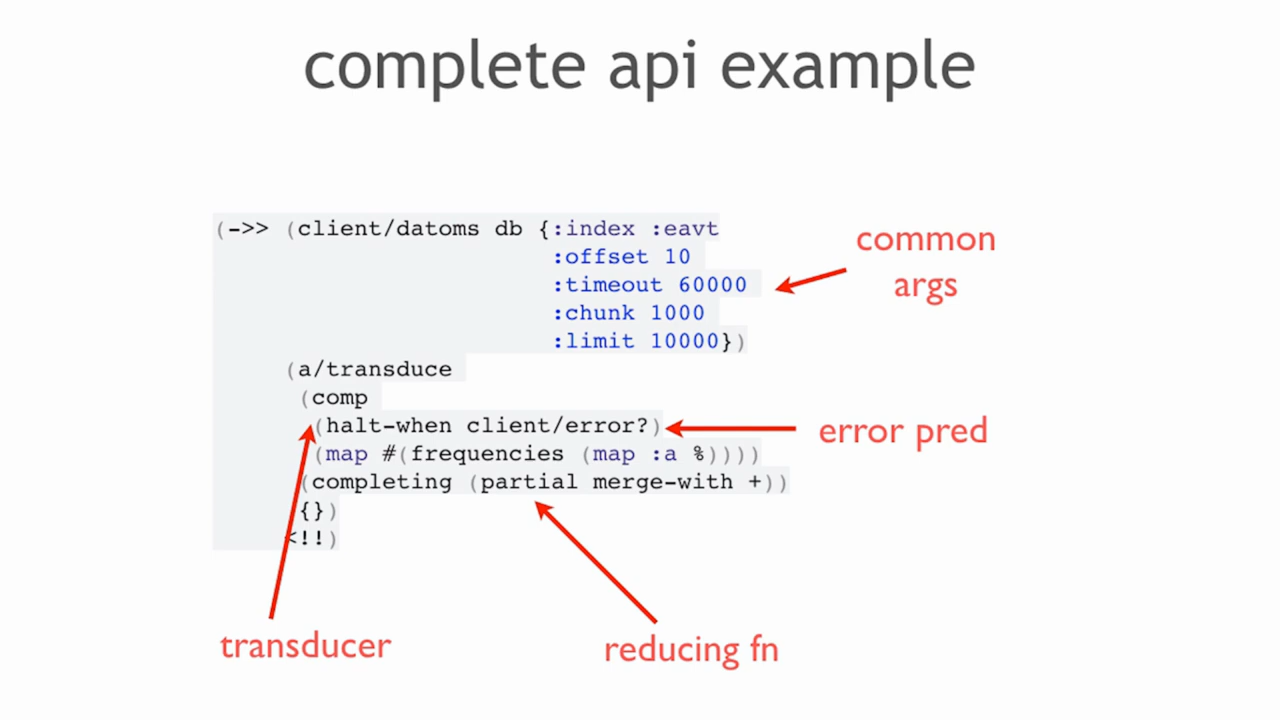 complete api example
(->> (client/datoms db {:index :eavt
:offset 10
:timeout 60000
:chunk 1000
:limit 10000})
(a/transduce
(comp
(halt-when client/error?)
(map #(frequencies (map :a %))))
(completing (partial merge-with +))
{})
<!!)
common
args
error pred
transducer
reducing fn